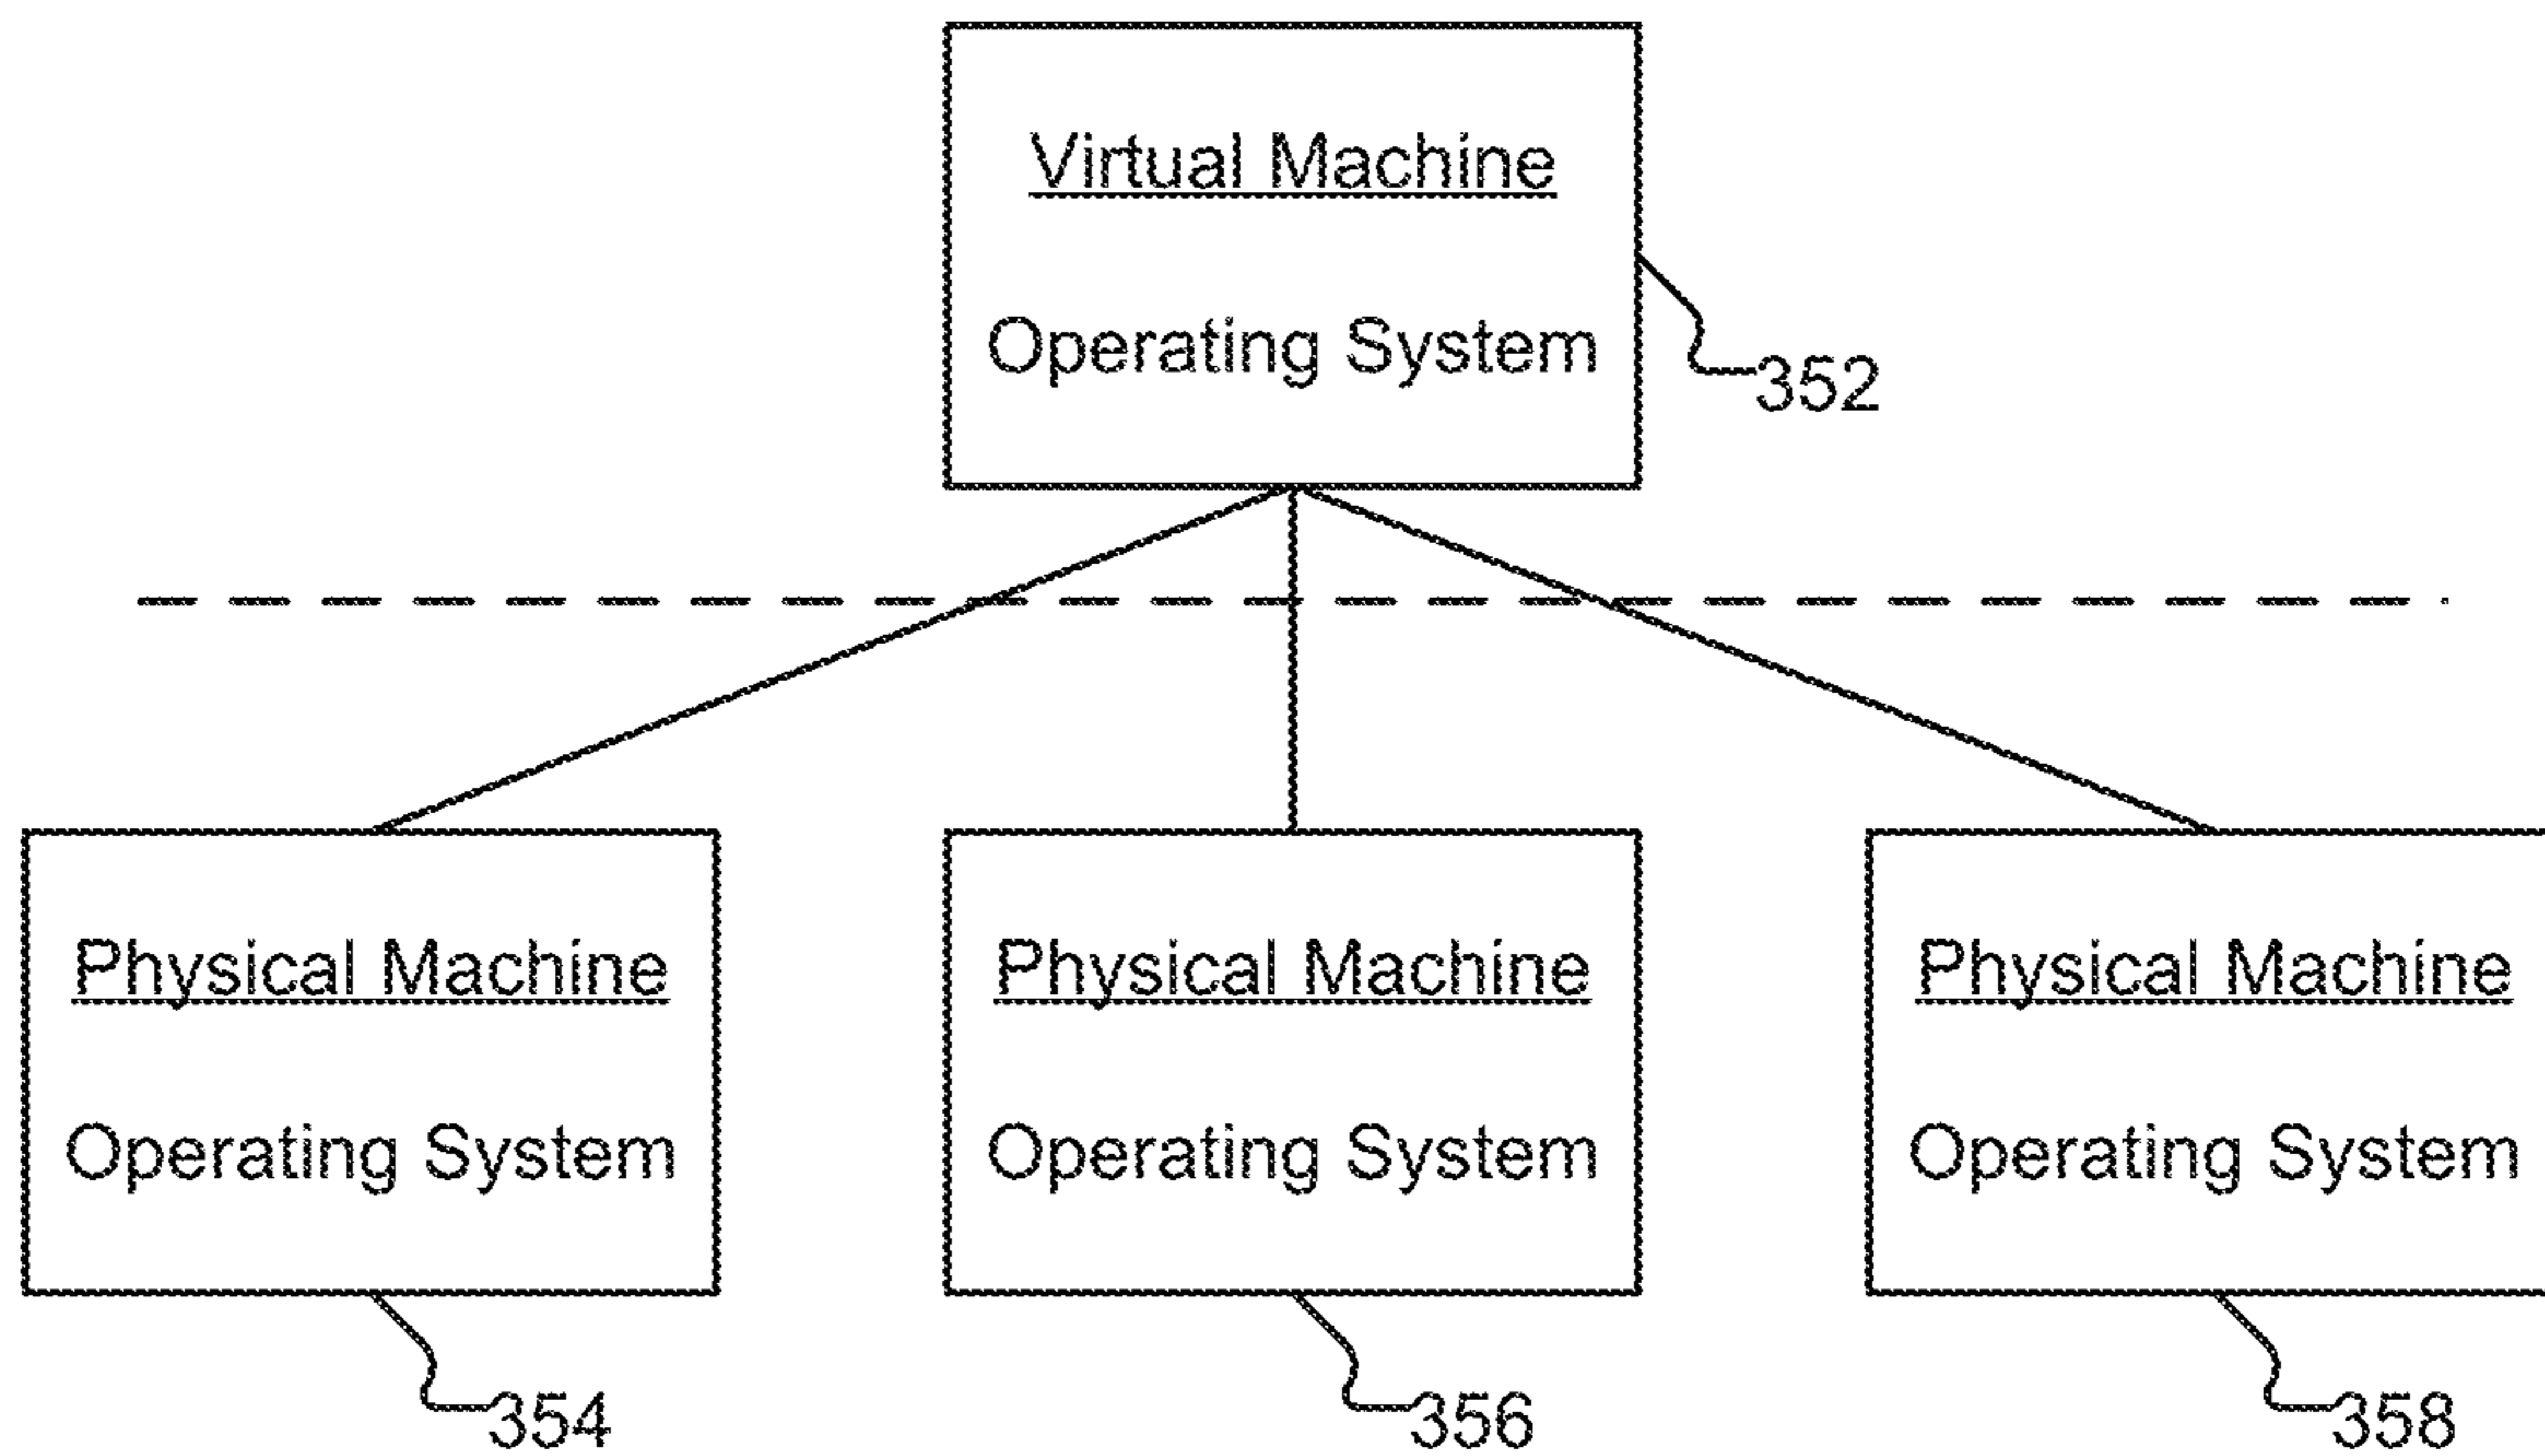 Virtual Machine
Operating System
352
Physical Machine
Operating System
354
Physical Machine
Operating System
356
Physical Machine
Operating System
358